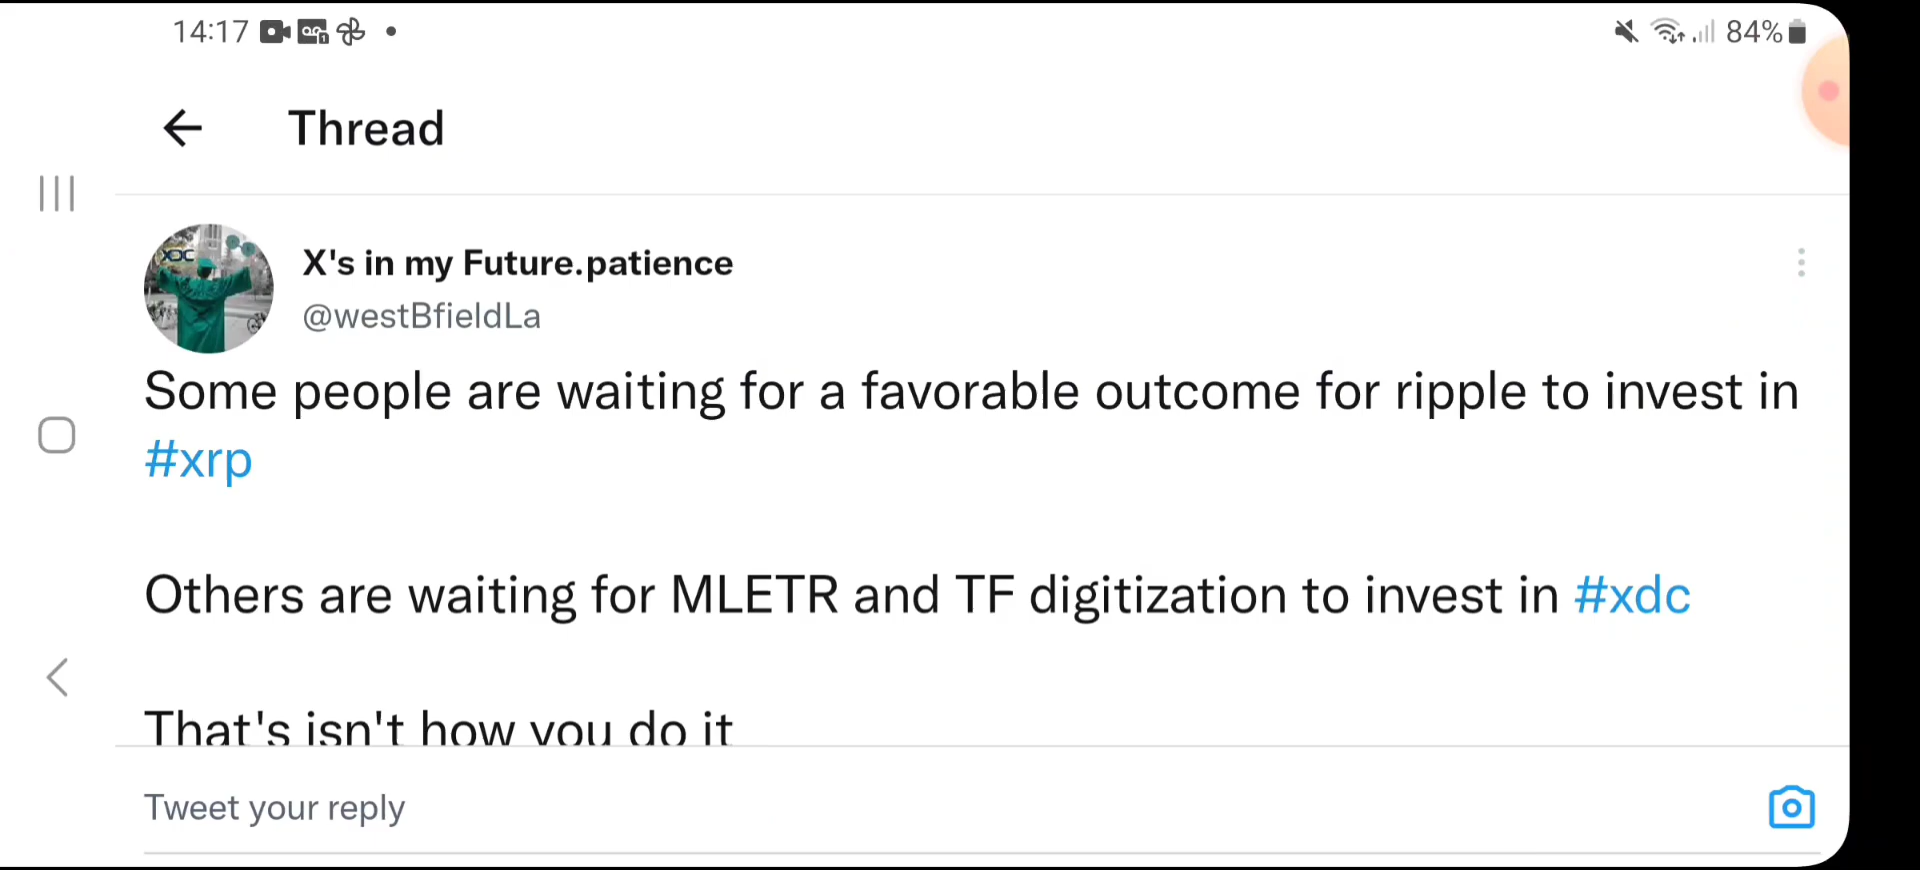 14:17
84%
Thread
XDC
X's in my Future.patience
@westBfieldLa
Some people are waiting for a favorable outcome for ripple to invest in
#xrp
Others are waiting for MLETR and TF digitization to invest in #xdc
That's isn't how you do it
Tweet your reply